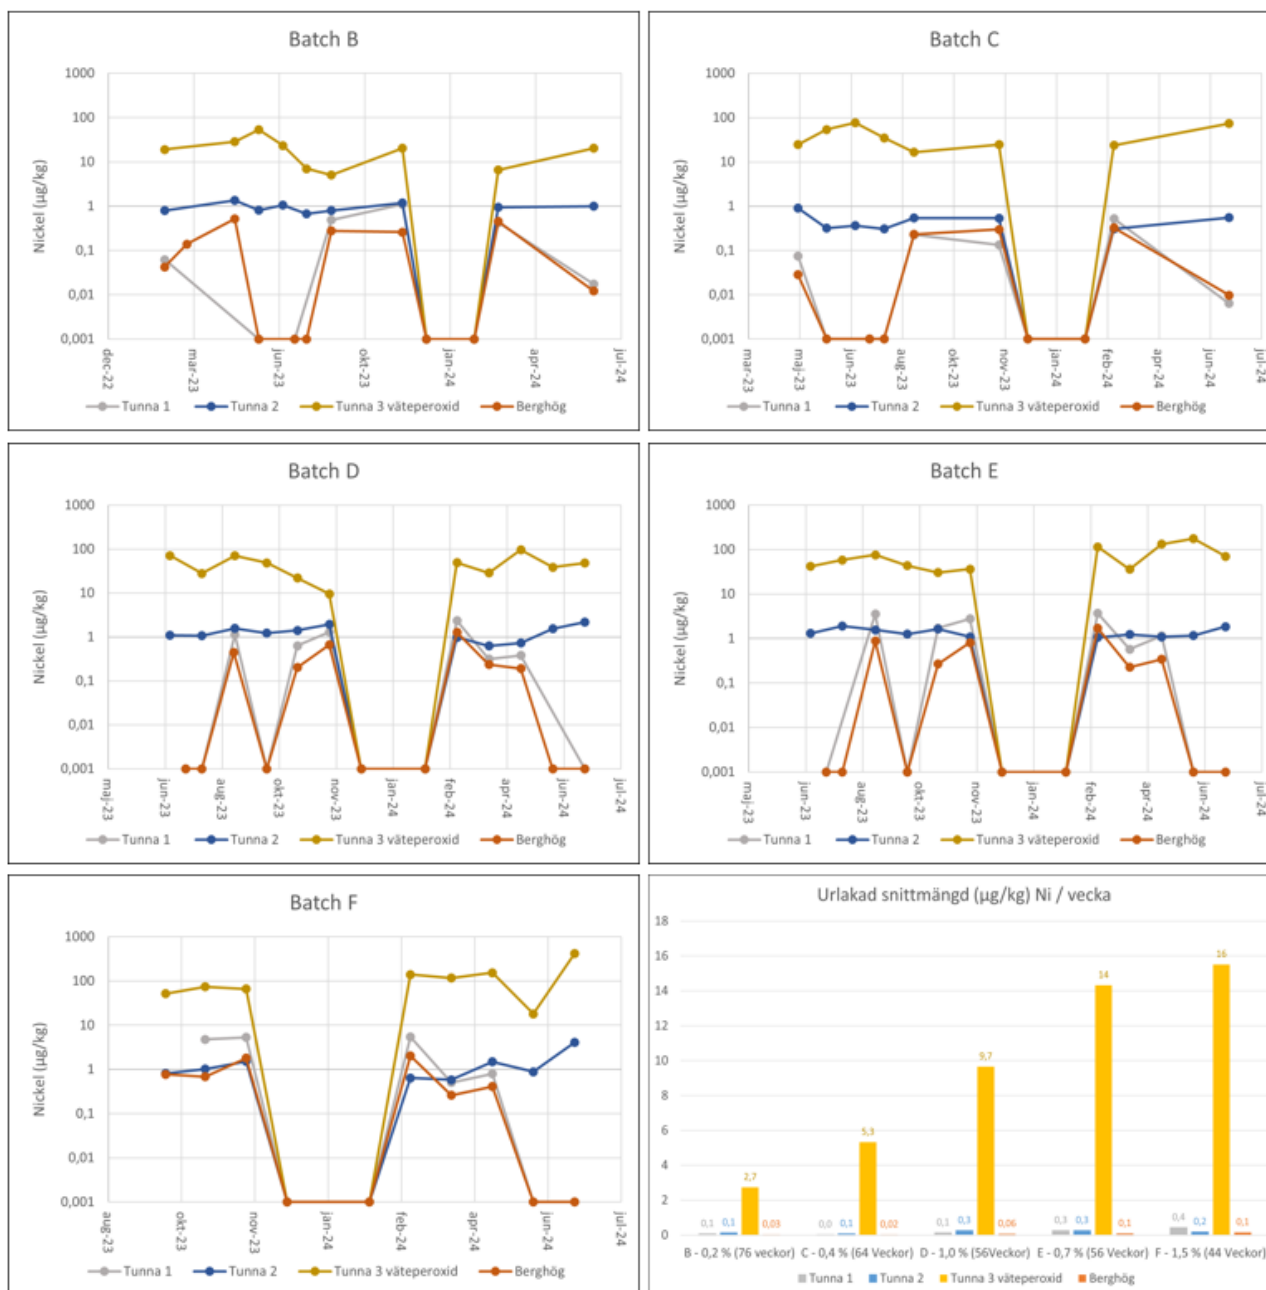 Batch B
Nickel (µg/kg)
1000
100
10
1
0,1
0,01
0,001
dec-22
mar-23
jun-23
okt-23
jan-24
apr-24
jul-24
Tunna 1
Tunna 2
Tunna 3 väteperoxid
Berghög
Batch C
Nickel (µg/kg)
1000
100
10
1
0,1
0,01
0,001
mar-23
maj-23
jun-23
aug-23
okt-23
nov-23
jan-24
feb-24
apr-24
jun-24
jul-24
Tunna 1
Tunna 2
Tunna 3 väteperoxid
Berghög
Batch D
Nickel (µg/kg)
1000
100
10
1
0,1
0,01
0,001
maj-23
jun-23
aug-23
okt-23
nov-23
jan-24
feb-24
apr-24
jun-24
jul-24
Tunna 1
Tunna 2
Tunna 3 väteperoxid
Berghög
Batch E
Nickel (µg/kg)
1000
100
10
1
0,1
0,01
0,001
maj-23
jun-23
aug-23
okt-23
nov-23
jan-24
feb-24
apr-24
jun-24
jul-24
Tunna 1
Tunna 2
Tunna 3 väteperoxid
Berghög
Batch F
Nickel (µg/kg)
1000
100
10
1
0,1
0,01
0,001
aug-23
okt-23
nov-23
jan-24
feb-24
apr-24
jun-24
jul-24
Tunna 1
Tunna 2
Tunna 3 väteperoxid
Berghög
Urlakad snittmängd (µg/kg) Ni / vecka
18
16
14
12
10
8
6
4
2
0
0,1
0,1
2,7
0,03
0,0
0,1
5,3
0,02
0,1
0,3
9,7
0,06
0,3
0,3
14
0,1
0,4
0,2
16
0,1
B - 0,2 % (76 veckor)
C - 0,4 % (64 Veckor)
D - 1,0 % (56Veckor)
E - 0,7 % (56 Veckor)
F - 1,5 % (44 Veckor)
Tunna 1
Tunna 2
Tunna 3 väteperoxid
Berghög